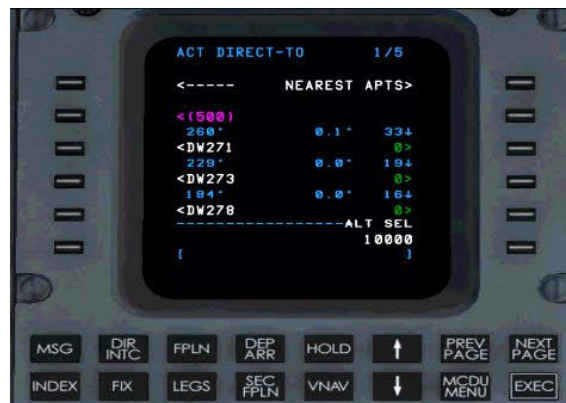 ACT DIRECT-TO 1/5
<----- NEAREST APTS>
<(500)
260° 0.1° 33↓
<DW271 0>
229° 0.0° 19↓
<DW273 0>
184° 0.0° 16↓
<DW278 0>
------------------ALT SEL
10000
[ ]
MSG DIR INTC FPLN DEP ARR HOLD ↑ PREV PAGE NEXT PAGE
INDEX FIX LEGS SEC FPLN VNAV ↓ MCDU MENU EXEC